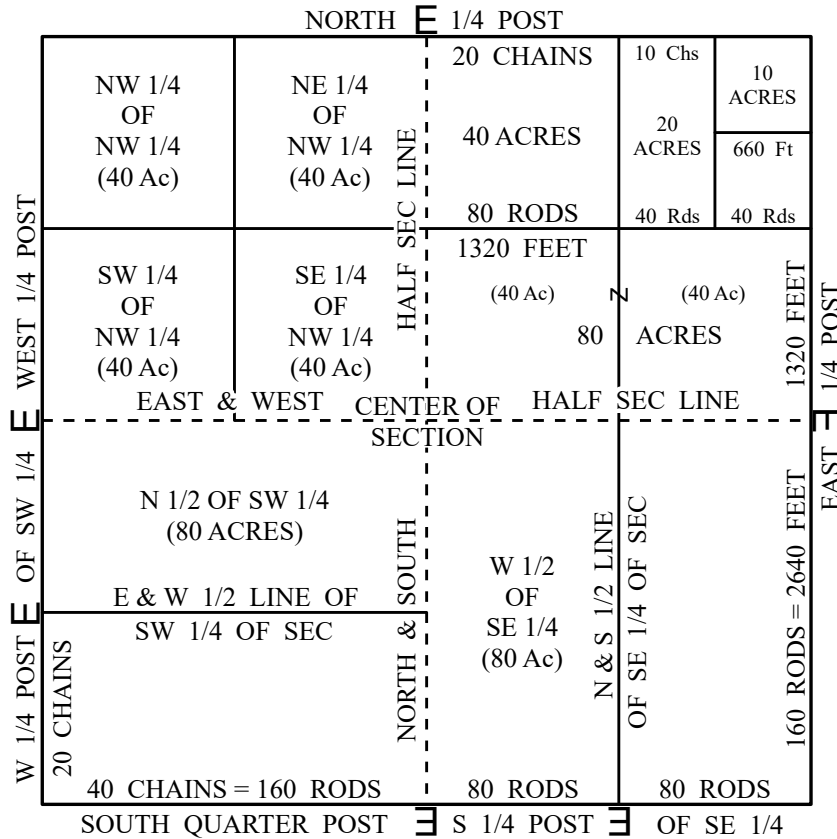 NORTH E 1/4 POST
NW 1/4
OF
NW 1/4
(40 Ac)
NE 1/4
OF
NW 1/4
(40 Ac)
HALF SEC LINE
20 CHAINS
40 ACRES
80 RODS
10 Chs
20
ACRES
40 Rds
10
ACRES
660 Ft
40 Rds
WEST 1/4 POST
SW 1/4
OF
NW 1/4
(40 Ac)
SE 1/4
OF
NW 1/4
(40 Ac)
1320 FEET
(40 Ac)
Z
(40 Ac)
80 ACRES
1320 FEET
EAST E 1/4 POST
EAST & WEST
CENTER OF
SECTION
HALF SEC LINE
E
W 1/4 POST E OF SW 1/4
N 1/2 OF SW 1/4
(80 ACRES)
E & W 1/2 LINE OF
SW 1/4 OF SEC
20 CHAINS
40 CHAINS = 160 RODS
NORTH & SOUTH
W 1/2
OF
SE 1/4
(80 Ac)
80 RODS
N & S 1/2 LINE
OF SE 1/4 OF SEC
160 RODS = 2640 FEET
80 RODS
SOUTH QUARTER POST E S 1/4 POST E OF SE 1/4